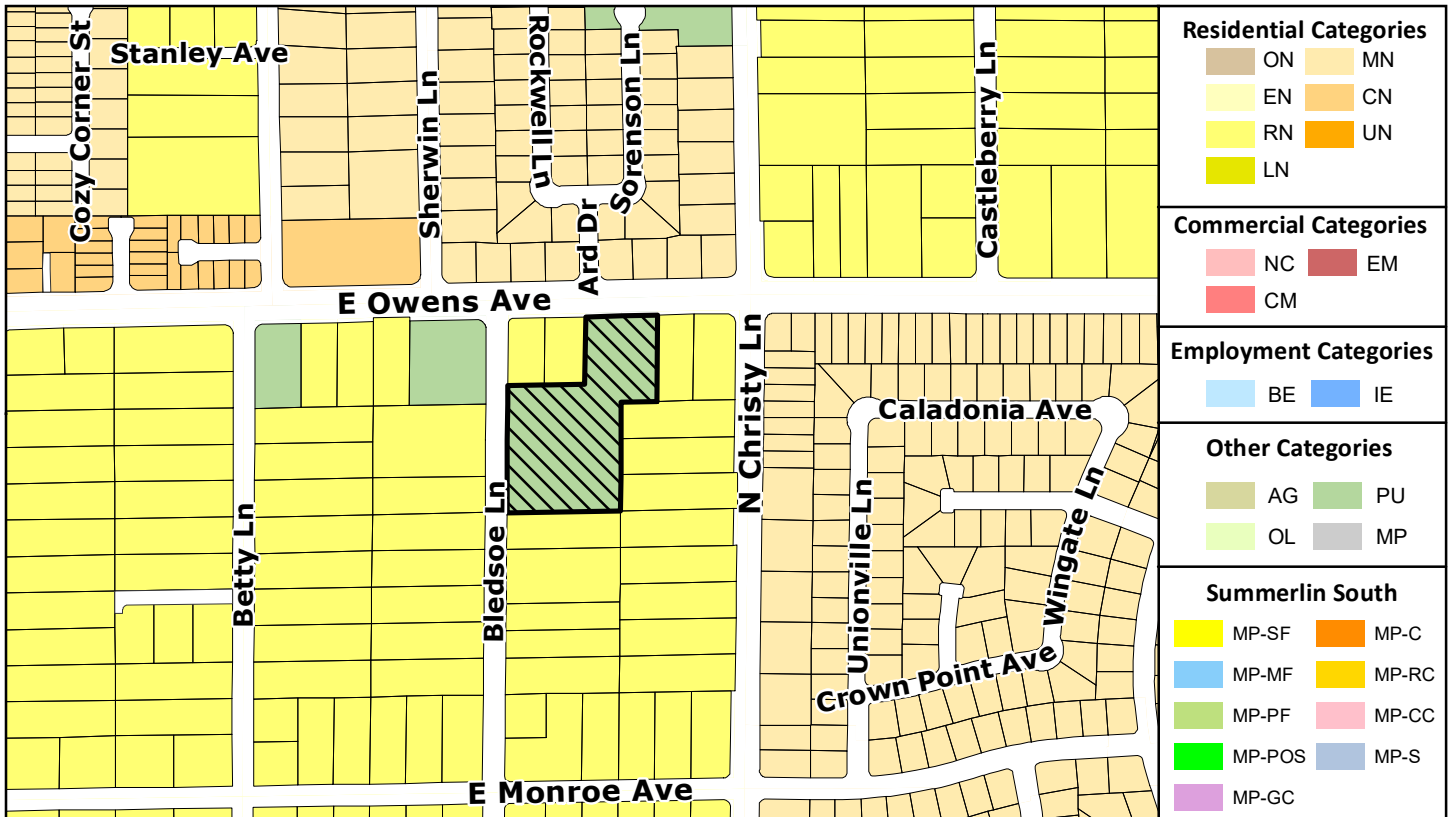 Cozy Corner St
Stanley Ave
Sherwin Ln
Rockwell Ln
Sorenson Ln
Ard Dr
Castleberry Ln
E Owens Ave
N Christy Ln
Caladonia Ave
Betty Ln
Bledsoe Ln
Unionville Ln
Wingate Ln
Crown Point Ave
E Monroe Ave
Residential Categories
ON MN
EN CN
RN UN
LN
Commercial Categories
NC EM
CM
Employment Categories
BE IE
Other Categories
AG PU
OL MP
Summerlin South
MP-SF MP-C
MP-MF MP-RC
MP-PF MP-CC
MP-POS MP-S
MP-GC